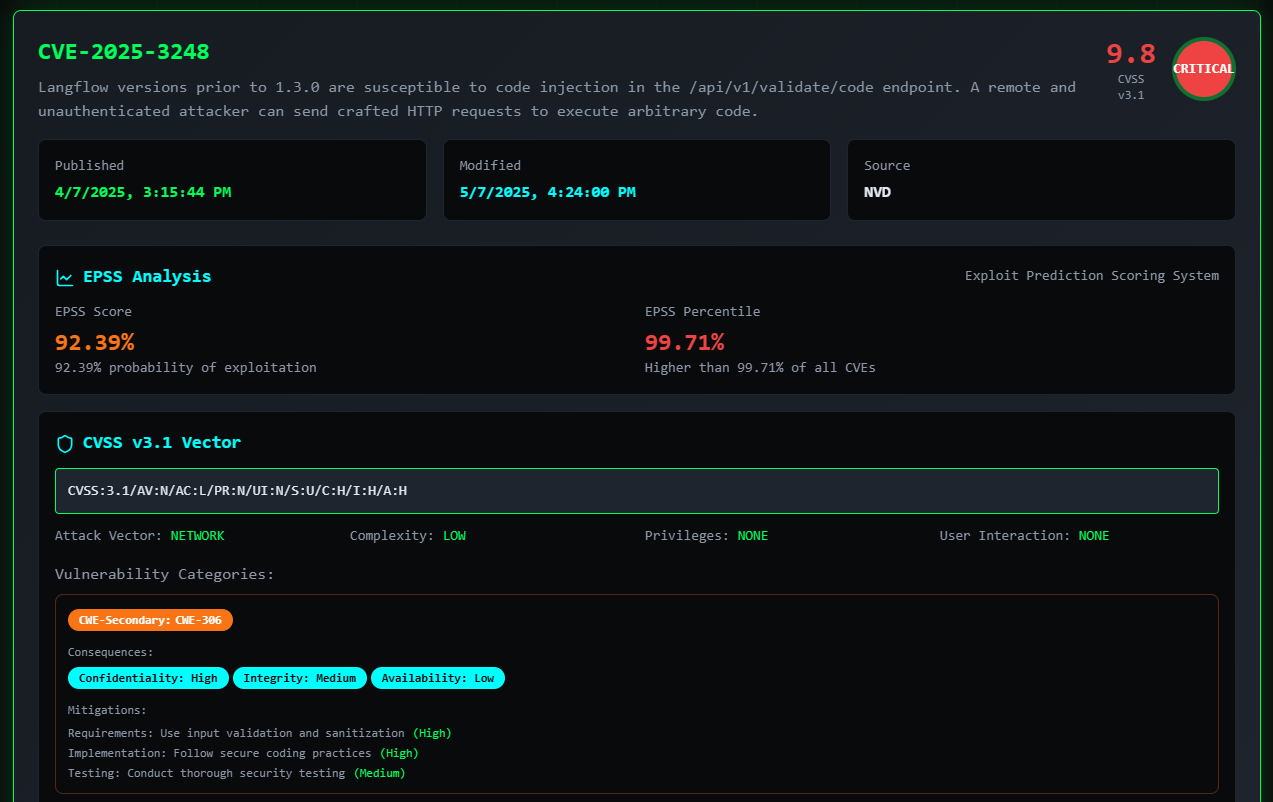 CVE-2025-3248
9.8
CVSS
v3.1
CRITICAL
Langflow versions prior to 1.3.0 are susceptible to code injection in the /api/v1/validate/code endpoint. A remote and
unauthenticated attacker can send crafted HTTP requests to execute arbitrary code.
Published
4/7/2025, 3:15:44 PM
Modified
5/7/2025, 4:24:00 PM
Source
NVD
EPSS Analysis
Exploit Prediction Scoring System
EPSS Score
92.39%
92.39% probability of exploitation
EPSS Percentile
99.71%
Higher than 99.71% of all CVEs
CVSS v3.1 Vector
CVSS:3.1/AV:N/AC:L/PR:N/UI:N/S:U/C:H/I:H/A:H
Attack Vector: NETWORK
Complexity: LOW
Privileges: NONE
User Interaction: NONE
Vulnerability Categories:
CWE-Secondary: CWE-306
Consequences:
Confidentiality: High
Integrity: Medium
Availability: Low
Mitigations:
Requirements: Use input validation and sanitization (High)
Implementation: Follow secure coding practices (High)
Testing: Conduct thorough security testing (Medium)